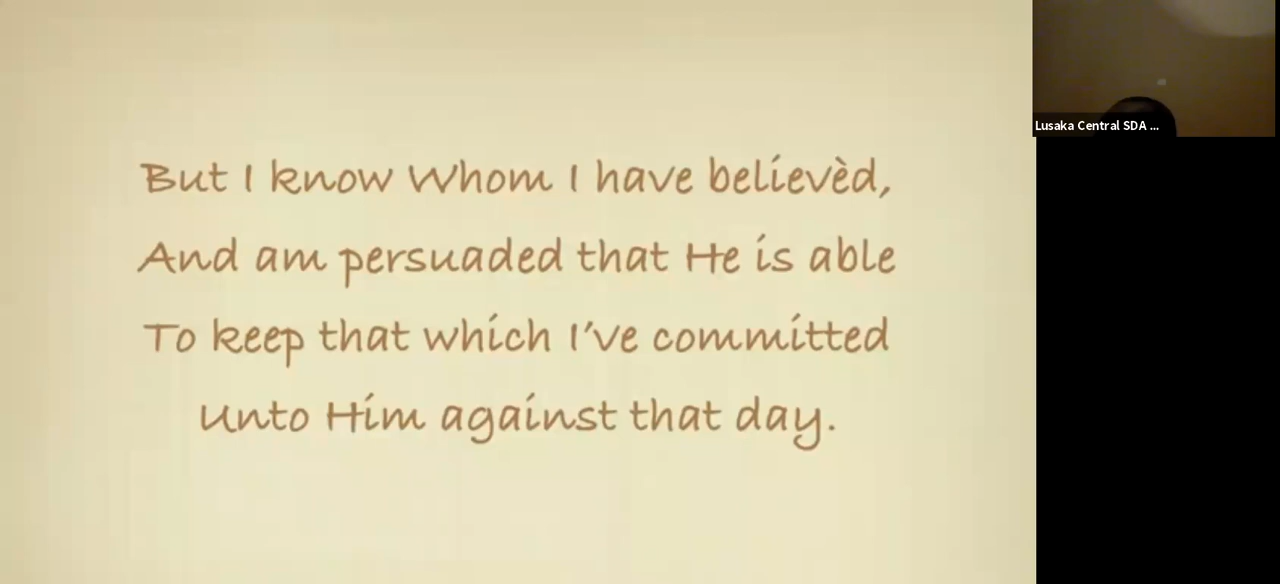 But I know Whom I have believèd,
And am persuaded that He is able
To keep that which I've committed
Unto Him against that day.
Lusaka Central SDA ...